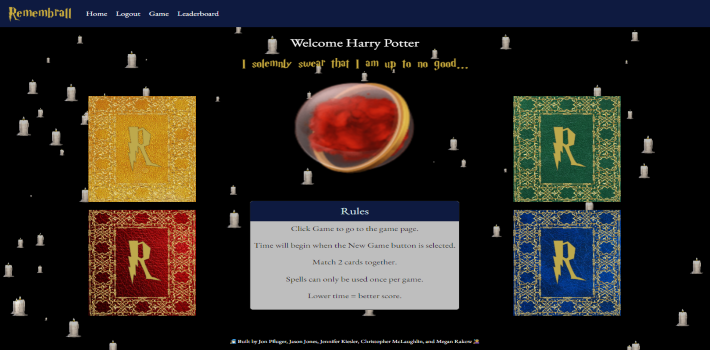 Remembrall Home Logout Game Leaderboard
Welcome Harry Potter
I solemnly swear that I am up to no good...
R
R
Rules
Click Game to go to the game page.
Time will begin when the New Game button is selected.
Match 2 cards together.
Spells can only be used once per game.
Lower time = better score.
R
R
Built by Jon Pfluger, Jason Jones, Jennifer Kiesler, Christopher McLaughlin, and Megan Kakow